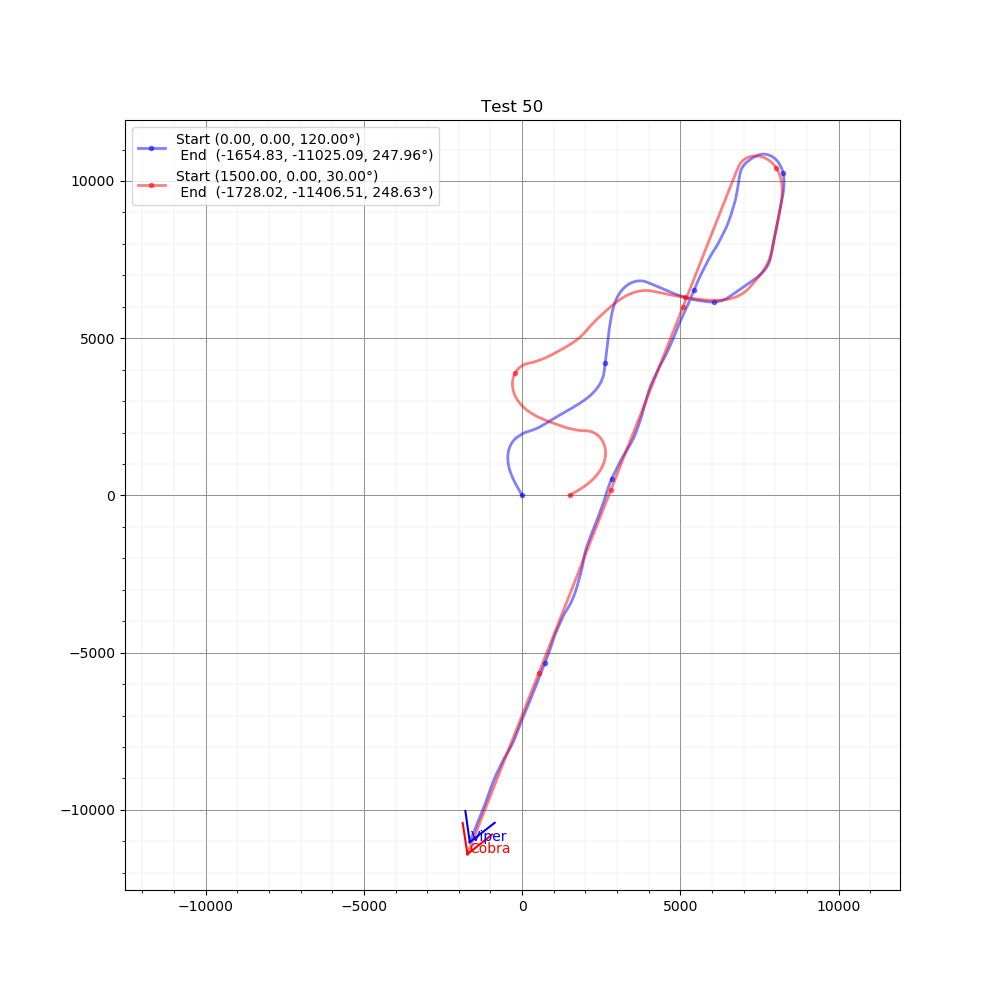 Test 50
Start (0.00, 0.00, 120.00°)
End  (-1654.83, -11025.09, 247.96°)
Start (1500.00, 0.00, 30.00°)
End  (-1728.02, -11406.51, 248.63°)
10000
5000
0
−5000
−10000
Viper
Cobra
−10000
−5000
0
5000
10000